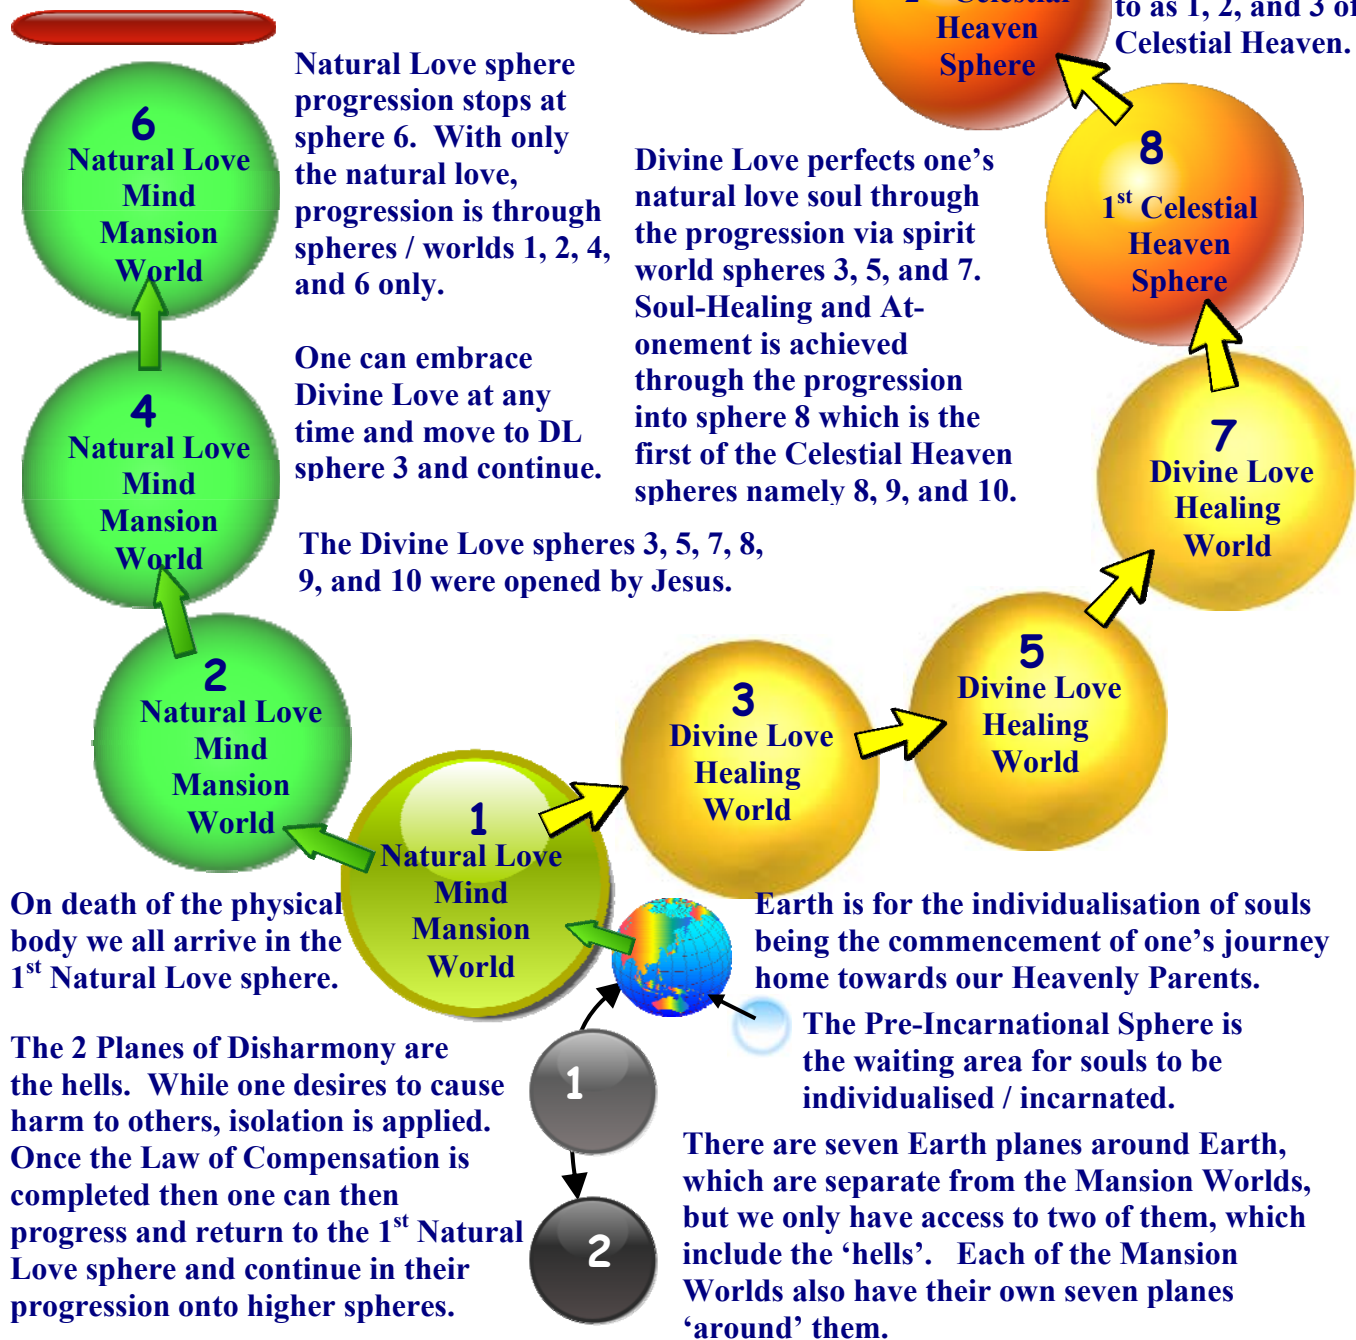 to as 1, 2, and 3 of
Celestial Heaven.
Celestial
Heaven
Sphere
6
Natural Love
Mind
Mansion
World
Natural Love sphere
progression stops at
sphere 6. With only
the natural love,
progression is through
spheres / worlds 1, 2, 4,
and 6 only.
One can embrace
Divine Love at any
time and move to DL
sphere 3 and continue.
Divine Love perfects one’s
natural love soul through
the progression via spirit
world spheres 3, 5, and 7.
Soul-Healing and At-
onement is achieved
through the progression
into sphere 8 which is the
first of the Celestial Heaven
spheres namely 8, 9, and 10.
8
1st Celestial
Heaven
Sphere
4
Natural Love
Mind
Mansion
World
7
Divine Love
Healing
World
The Divine Love spheres 3, 5, 7, 8,
9, and 10 were opened by Jesus.
2
Natural Love
Mind
Mansion
World
3
Divine Love
Healing
World
5
Divine Love
Healing
World
1
Natural Love
Mind
Mansion
World
On death of the physical
body we all arrive in the
1st Natural Love sphere.
Earth is for the individualisation of souls
being the commencement of one’s journey
home towards our Heavenly Parents.
The Pre-Incarnational Sphere is
the waiting area for souls to be
individualised / incarnated.
The 2 Planes of Disharmony are
the hells. While one desires to cause
harm to others, isolation is applied.
Once the Law of Compensation is
completed then one can then
progress and return to the 1st Natural
Love sphere and continue in their
progression onto higher spheres.
1
2
There are seven Earth planes around Earth,
which are separate from the Mansion Worlds,
but we only have access to two of them, which
include the ‘hells’. Each of the Mansion
Worlds also have their own seven planes
‘around’ them.